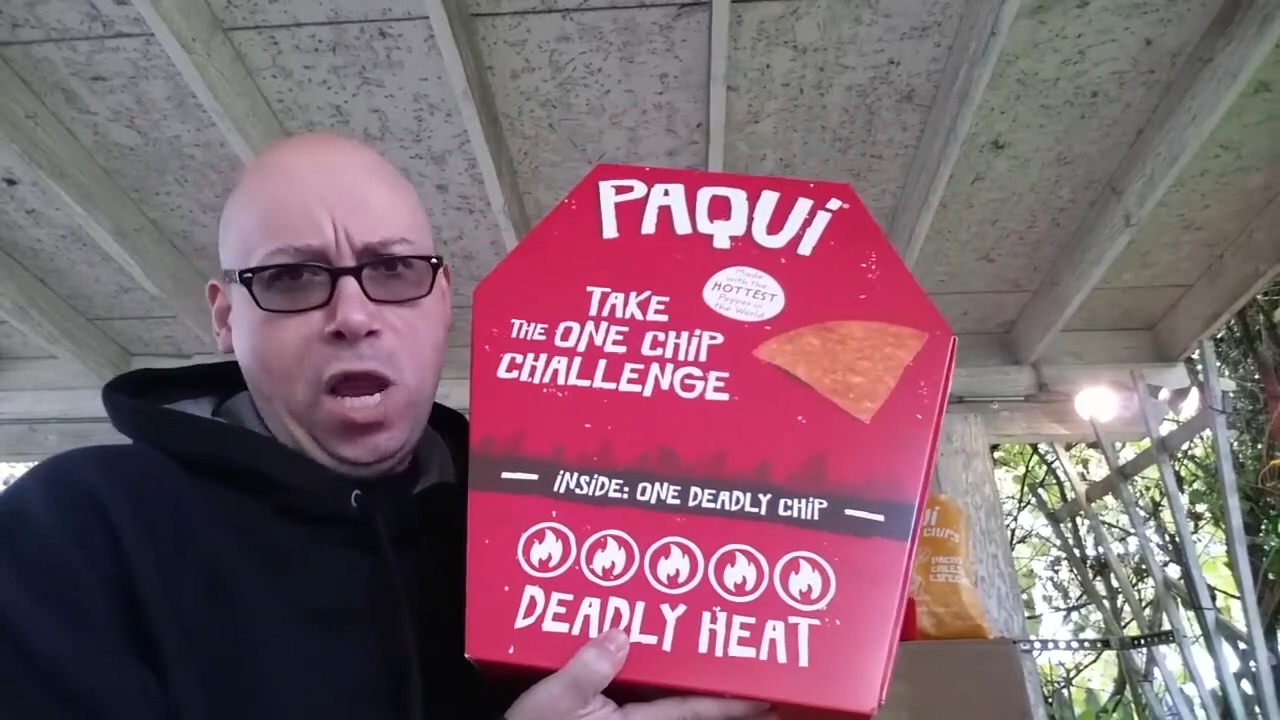 PAQUI
Made
with the
HOTTEST
Pepper in
the World
TAKE
THE ONE CHIP
CHALLENGE
INSIDE: ONE DEADLY CHIP
DEADLY HEAT